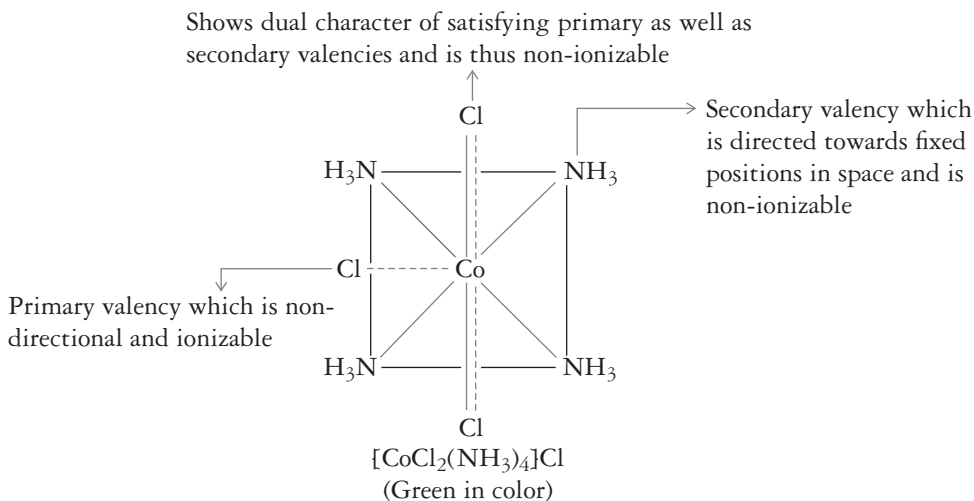 Shows dual character of satisfying primary as well as
secondary valencies and is thus non-ionizable
Cl
Secondary valency which
is directed towards fixed
positions in space and is
non-ionizable
H₃N
NH₃
Cl
Co
Primary valency which is non-
directional and ionizable
H₃N
NH₃
Cl
[CoCl₂(NH₃)₄]Cl
(Green in color)